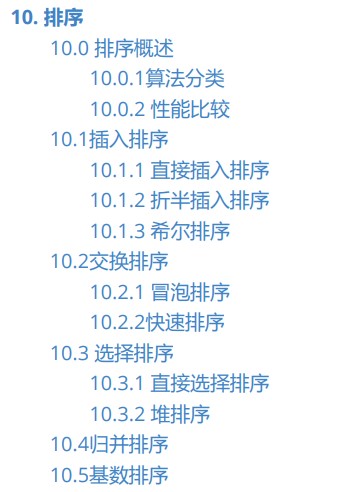 10. 排序
10.0 排序概述
10.0.1算法分类
10.0.2 性能比较
10.1插入排序
10.1.1 直接插入排序
10.1.2 折半插入排序
10.1.3 希尔排序
10.2交换排序
10.2.1 冒泡排序
10.2.2快速排序
10.3 选择排序
10.3.1 直接选择排序
10.3.2 堆排序
10.4归并排序
10.5基数排序